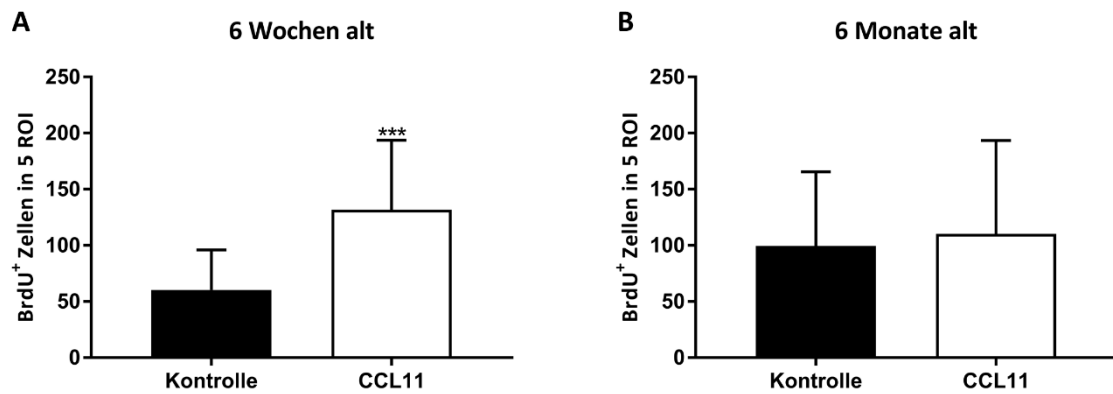 A
6 Wochen alt
BrdU⁺ Zellen in 5 ROI
250
200
150
100
50
0
***
Kontrolle
CCL11
B
6 Monate alt
BrdU⁺ Zellen in 5 ROI
250
200
150
100
50
0
Kontrolle
CCL11